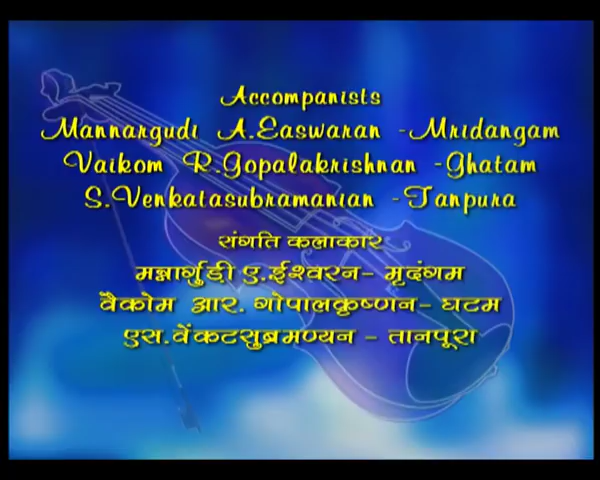 Accompanists
Mannargudi A.Easwaran -Mridangam
Vaikom R.Gopalakrishnan -Ghatam
S.Venkatasubramanian -Tanpura
संगति कलाकार
मन्नार्गुडी ए.ईश्वरन- मृदंगम
वैकोम आर. गोपालकृष्णन- घटम
एस.वेंकटसुब्रमण्यन - तानपूरा